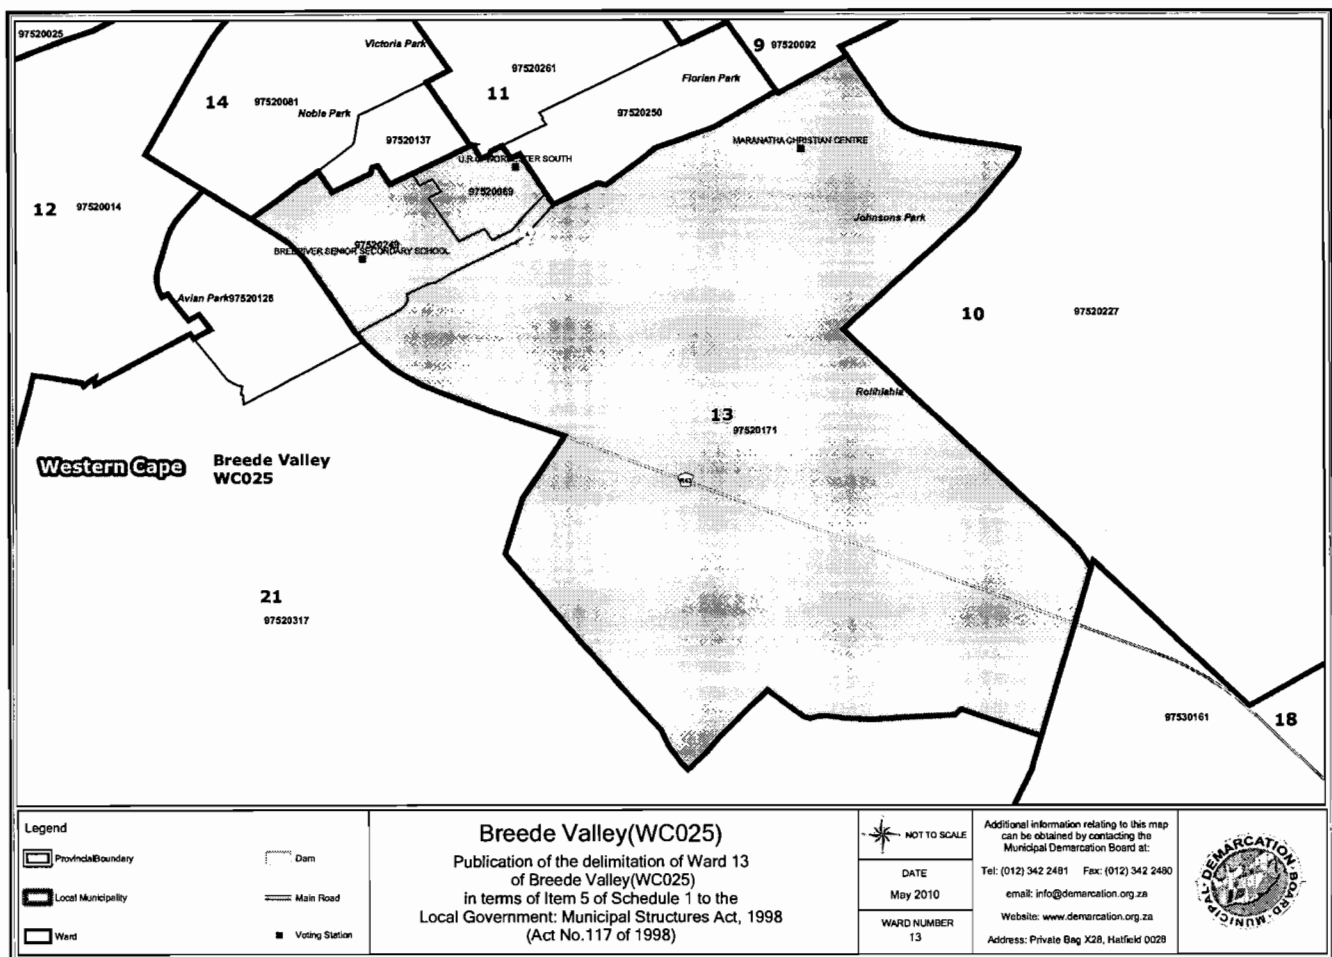 97520025
Victoria Park
9 97520092
97520261
14 97520081
11
Florian Park
Noble Park
97520250
97520137
MARANATHA CHRISTIAN CENTRE
SOUTH
97520069
12 97520014
Johnsons Park
97520249
SENIOR SECONDARY SCHOOL
Avian Park 97520126
10 97520227
Rolihlahla
13
97520171
Western Cape
Breede Valley
WC025
R43
21
97520317
97530161
18
Legend
Provincial Boundary
Local Municipality
Ward
Dam
Main Road
Voting Station
Breede Valley(WC025)
Publication of the delimitation of Ward 13
of Breede Valley(WC025)
in terms of Item 5 of Schedule 1 to the
Local Government: Municipal Structures Act, 1998
(Act No.117 of 1998)
NOT TO SCALE
DATE
May 2010
WARD NUMBER
13
Additional information relating to this map
can be obtained by contacting the
Municipal Demarcation Board at:
Tel: (012) 342 2481 Fax: (012) 342 2480
email: info@demarcation.org.za
Website: www.demarcation.org.za
Address: Private Bag X28, Hatfield 0028
MUNICIPAL DEMARCATION BOARD